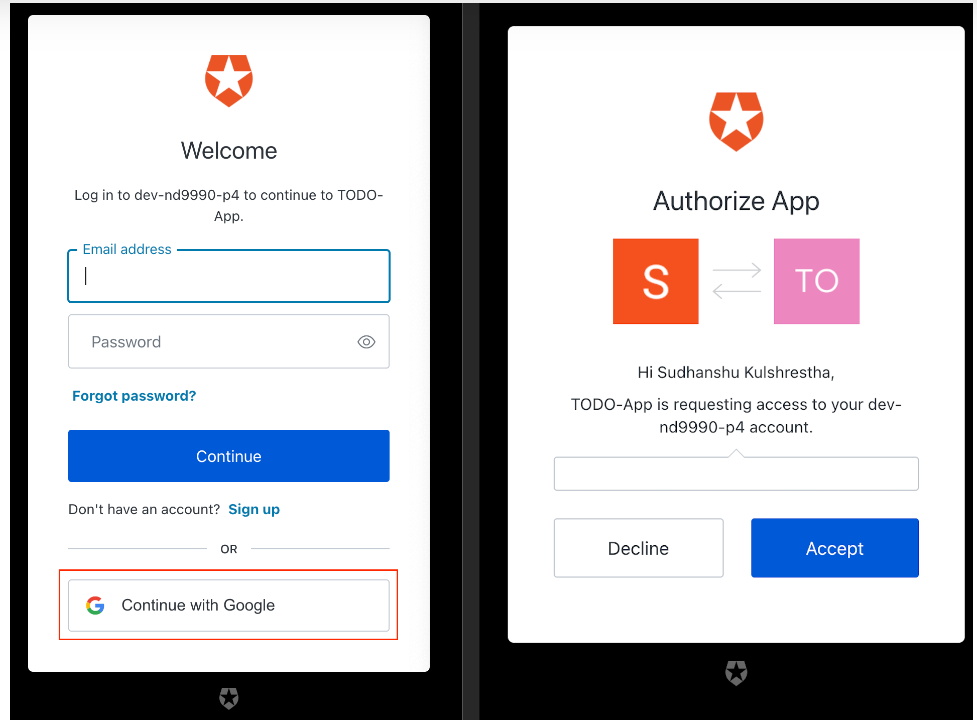 Welcome
Log in to dev-nd9990-p4 to continue to TODO-
App.
Email address
Password
Forgot password?
Continue
Don't have an account? Sign up
OR
Continue with Google
Authorize App
S
TO
Hi Sudhanshu Kulshrestha,
TODO-App is requesting access to your dev-
nd9990-p4 account.
Decline
Accept